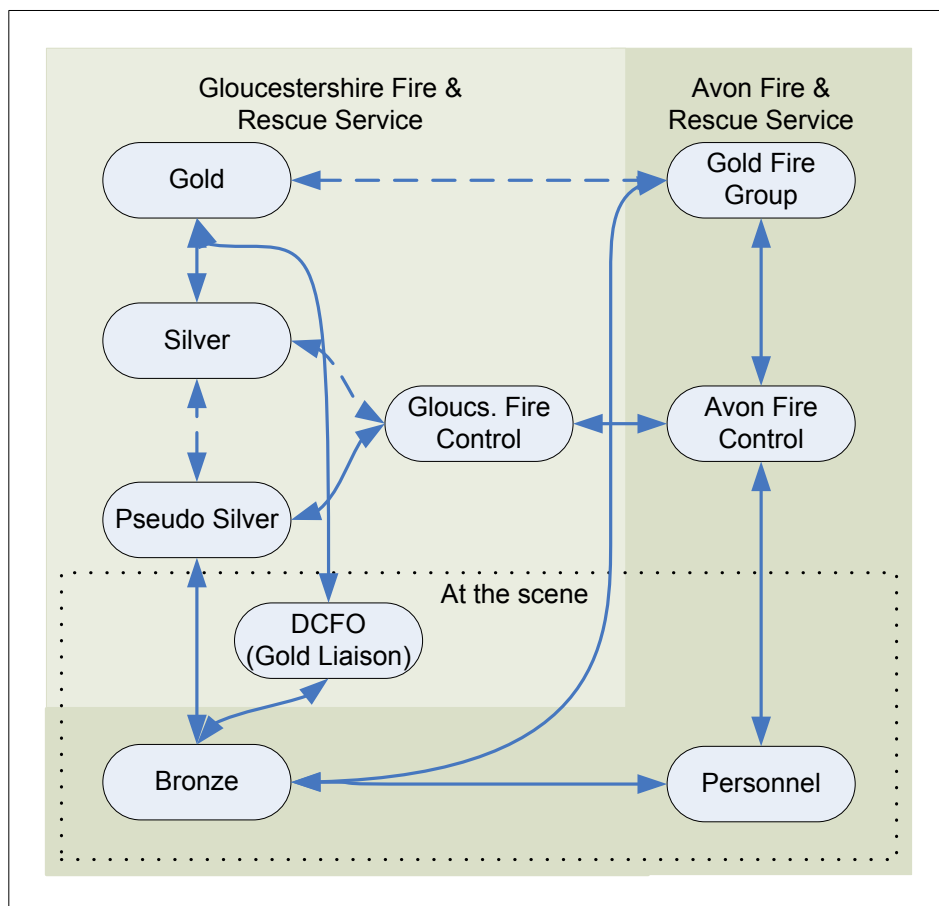 Gloucestershire Fire &
Rescue Service
Avon Fire &
Rescue Service
Gold
Gold Fire
Group
Silver
Gloucs. Fire
Control
Avon Fire
Control
Pseudo Silver
At the scene
DCFO
(Gold Liaison)
Bronze
Personnel